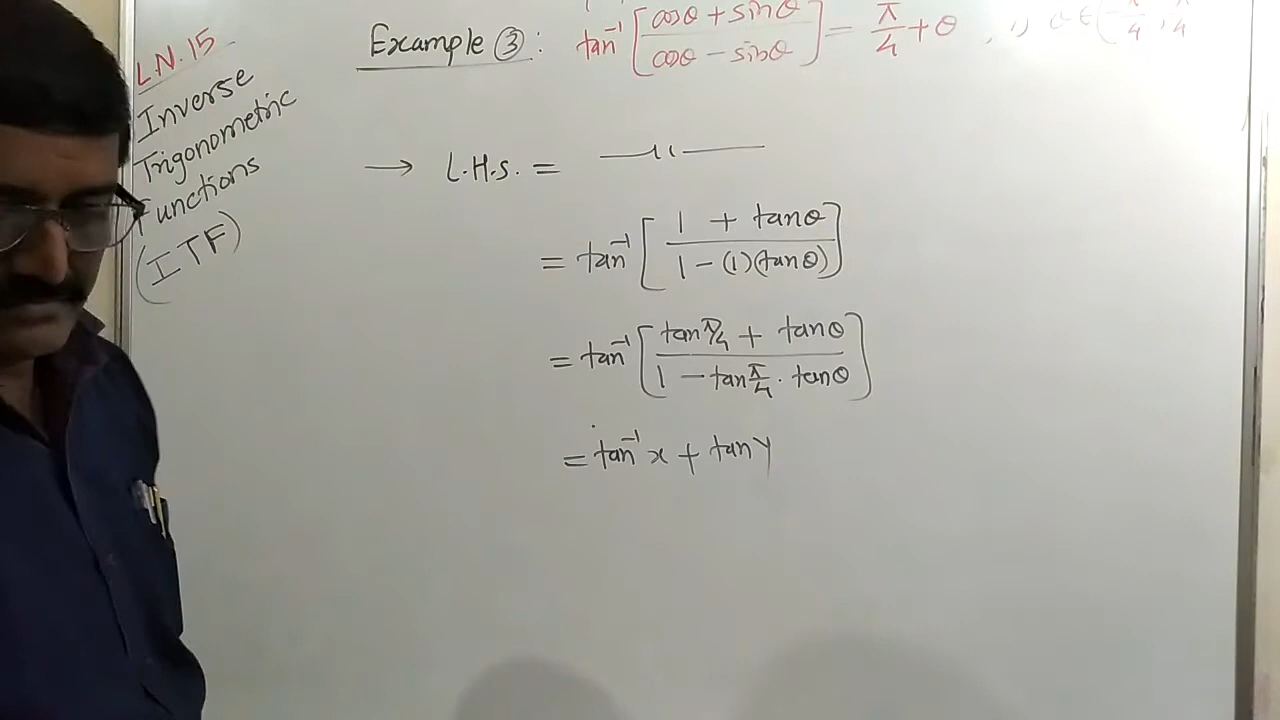 L.N.15
Inverse
Trigonometric
Functions
(ITF)
Example ③ : tan⁻¹[(cosθ + sinθ)/(cosθ − sinθ)] = π/4 + θ ,
→ L.H.S. = —〃—
= tan⁻¹[(1 + tanθ)/(1 − (1)(tanθ))]
= tan⁻¹[(tan π/4 + tanθ)/(1 − tan π/4 · tanθ)]
= tan⁻¹ x + tan y